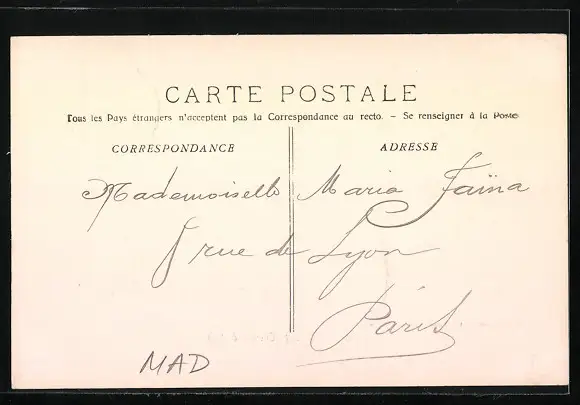 CARTE POSTALE
Tous les Pays étrangers n'acceptent pas la Correspondance au recto. – Se renseigner à la Poste
CORRESPONDANCE
ADRESSE
Mademoiselle Maria Faïna
8 rue de Lyon
Paris
MAD